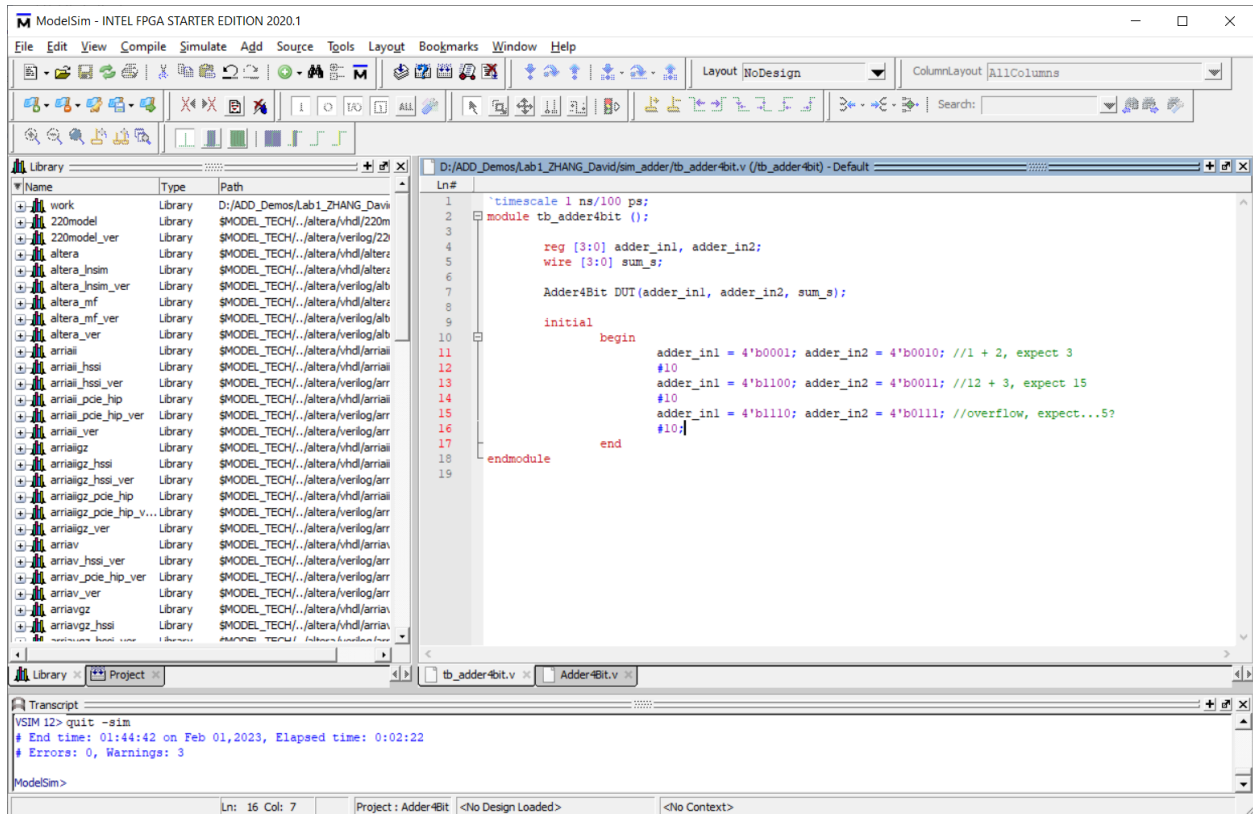 ModelSim - INTEL FPGA STARTER EDITION 2020.1
File Edit View Compile Simulate Add Source Tools Layout Bookmarks Window Help
Layout NoDesign
ColumnLayout AllColumns
Search:
Library
Name Type Path
work Library D:/ADD_Demos/Lab1_ZHANG_Davi
220model Library $MODEL_TECH/../altera/vhdl/220m
220model_ver Library $MODEL_TECH/../altera/verilog/220
altera Library $MODEL_TECH/../altera/vhdl/altera
altera_lnsim Library $MODEL_TECH/../altera/vhdl/altera
altera_lnsim_ver Library $MODEL_TECH/../altera/verilog/alt
altera_mf Library $MODEL_TECH/../altera/vhdl/altera
altera_mf_ver Library $MODEL_TECH/../altera/verilog/alt
altera_ver Library $MODEL_TECH/../altera/verilog/alt
arriaii Library $MODEL_TECH/../altera/vhdl/arriaii
arriaii_hssi Library $MODEL_TECH/../altera/vhdl/arriaii
arriaii_hssi_ver Library $MODEL_TECH/../altera/verilog/arr
arriaii_pcie_hip Library $MODEL_TECH/../altera/vhdl/arriaii
arriaii_pcie_hip_ver Library $MODEL_TECH/../altera/verilog/arr
arriaii_ver Library $MODEL_TECH/../altera/verilog/arr
arriaiigz Library $MODEL_TECH/../altera/vhdl/arriaii
arriaiigz_hssi Library $MODEL_TECH/../altera/vhdl/arriaii
arriaiigz_hssi_ver Library $MODEL_TECH/../altera/verilog/arr
arriaiigz_pcie_hip Library $MODEL_TECH/../altera/vhdl/arriaii
arriaiigz_pcie_hip_v... Library $MODEL_TECH/../altera/verilog/arr
arriaiigz_ver Library $MODEL_TECH/../altera/verilog/arr
arriav Library $MODEL_TECH/../altera/vhdl/arriav
arriav_hssi_ver Library $MODEL_TECH/../altera/verilog/arr
arriav_pcie_hip_ver Library $MODEL_TECH/../altera/verilog/arr
arriav_ver Library $MODEL_TECH/../altera/verilog/arr
arriavgz Library $MODEL_TECH/../altera/vhdl/arriav
arriavgz_hssi Library $MODEL_TECH/../altera/vhdl/arriav
Library Project
D:/ADD_Demos/Lab1_ZHANG_David/sim_adder/tb_adder4bit.v (/tb_adder4bit) - Default
Ln#
1 `timescale 1 ns/100 ps;
2 module tb_adder4bit ();
3
4 reg [3:0] adder_in1, adder_in2;
5 wire [3:0] sum_s;
6
7 Adder4Bit DUT(adder_in1, adder_in2, sum_s);
8
9 initial
10 begin
11 adder_in1 = 4'b0001; adder_in2 = 4'b0010; //1 + 2, expect 3
12 #10
13 adder_in1 = 4'b1100; adder_in2 = 4'b0011; //12 + 3, expect 15
14 #10
15 adder_in1 = 4'b1110; adder_in2 = 4'b0111; //overflow, expect...5?
16 #10;
17 end
18 endmodule
19
tb_adder4bit.v Adder4Bit.v
Transcript
VSIM 12> quit -sim
# End time: 01:44:42 on Feb 01,2023, Elapsed time: 0:02:22
# Errors: 0, Warnings: 3
ModelSim>
Ln: 16 Col: 7 Project : Adder4Bit <No Design Loaded> <No Context>